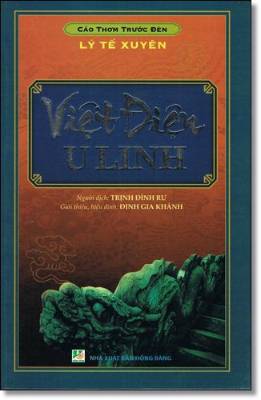 CẢO THƠM TRƯỚC ĐÈN
LÝ TẾ XUYÊN
Việt Điện
U LINH
Người dịch: TRỊNH ĐÌNH RƯ
Giới thiệu, hiệu đính: ĐINH GIA KHÁNH
NHÀ XUẤT BẢN HỒNG BÀNG